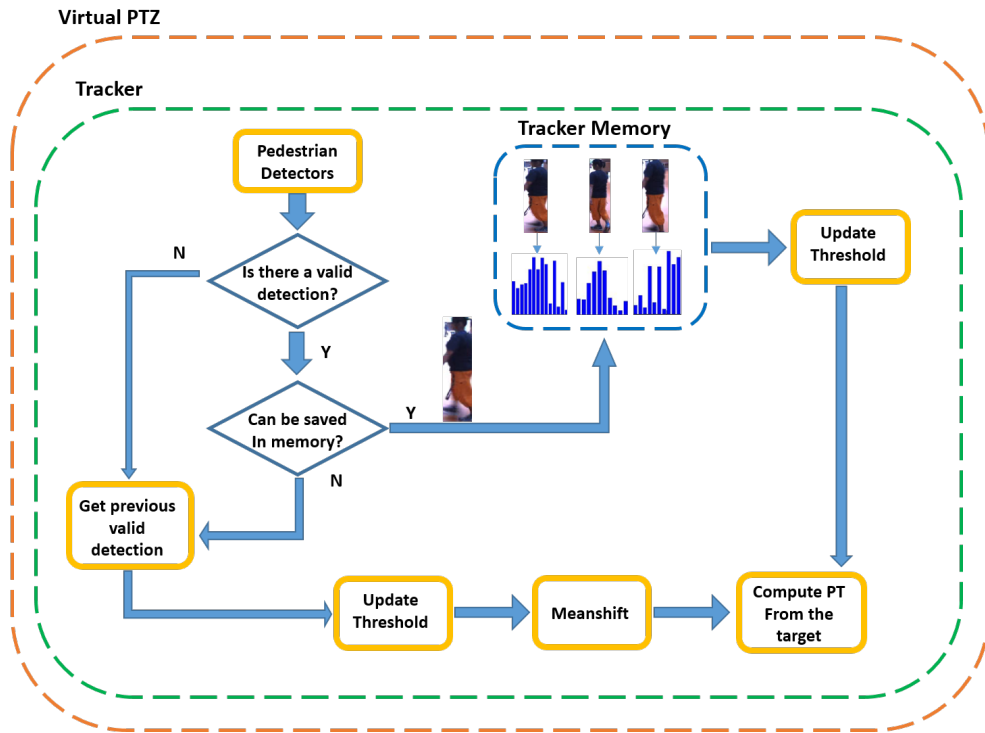 Virtual PTZ
Tracker
Tracker Memory
Pedestrian
Detectors
Update
Threshold
N
Is there a valid
detection?
Y
Can be saved
In memory?
Y
N
Get previous
valid
detection
Update
Threshold
Meanshift
Compute PT
From the
target